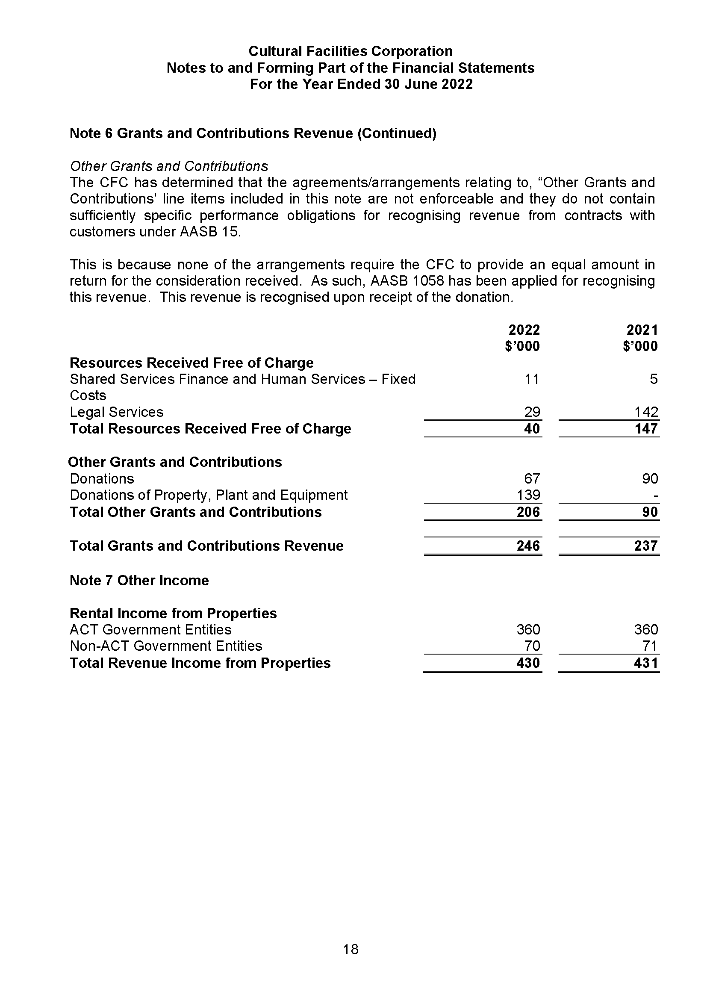 Cultural Facilities Corporation
Notes to and Forming Part of the Financial Statements
For the Year Ended 30 June 2022
Note 6 Grants and Contributions Revenue (Continued)
Other Grants and Contributions
The CFC has determined that the agreements/arrangements relating to, “Other Grants and
Contributions’ line items included in this note are not enforceable and they do not contain
sufficiently specific performance obligations for recognising revenue from contracts with
customers under AASB 15.
This is because none of the arrangements require the CFC to provide an equal amount in
return for the consideration received.  As such, AASB 1058 has been applied for recognising
this revenue.  This revenue is recognised upon receipt of the donation.
2022 2021
$’000 $’000
Resources Received Free of Charge
Shared Services Finance and Human Services – Fixed 11 5
Costs
Legal Services 29 142
Total Resources Received Free of Charge 40 147
Other Grants and Contributions
Donations 67 90
Donations of Property, Plant and Equipment 139 -
Total Other Grants and Contributions 206 90
Total Grants and Contributions Revenue 246 237
Note 7 Other Income
Rental Income from Properties
ACT Government Entities 360 360
Non-ACT Government Entities 70 71
Total Revenue Income from Properties 430 431
18